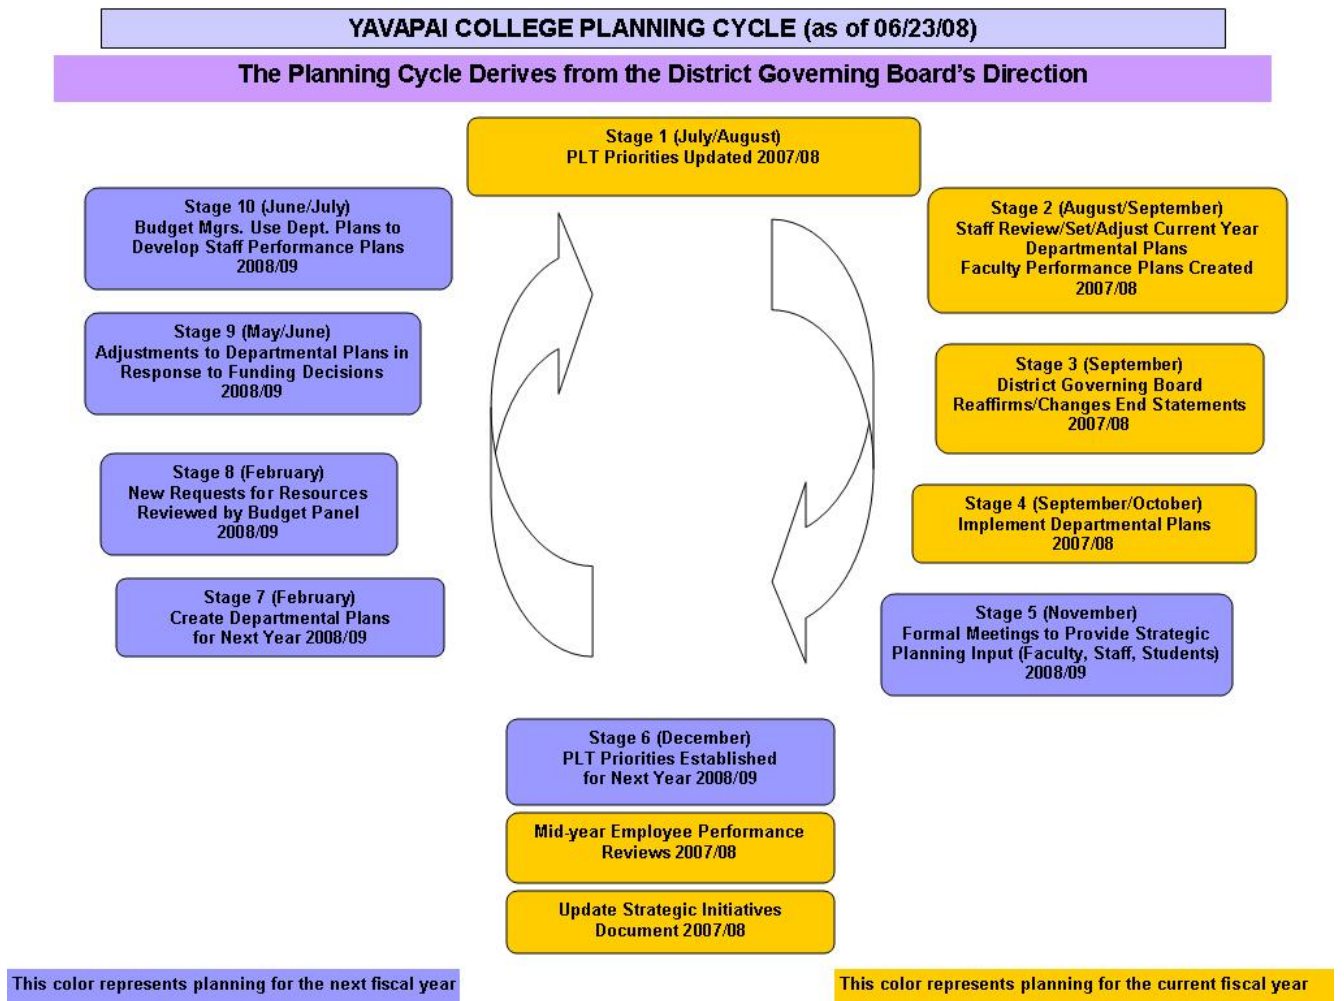 YAVAPAI COLLEGE PLANNING CYCLE (as of 06/23/08)
The Planning Cycle Derives from the District Governing Board's Direction
Stage 1 (July/August)
PLT Priorities Updated 2007/08
Stage 2 (August/September)
Staff Review/Set/Adjust Current Year
Departmental Plans
Faculty Performance Plans Created
2007/08
Stage 3 (September)
District Governing Board
Reaffirms/Changes End Statements
2007/08
Stage 4 (September/October)
Implement Departmental Plans
2007/08
Stage 5 (November)
Formal Meetings to Provide Strategic
Planning Input (Faculty, Staff, Students)
2008/09
Stage 6 (December)
PLT Priorities Established
for Next Year 2008/09
Mid-year Employee Performance
Reviews 2007/08
Update Strategic Initiatives
Document 2007/08
Stage 7 (February)
Create Departmental Plans
for Next Year 2008/09
Stage 8 (February)
New Requests for Resources
Reviewed by Budget Panel
2008/09
Stage 9 (May/June)
Adjustments to Departmental Plans in
Response to Funding Decisions
2008/09
Stage 10 (June/July)
Budget Mgrs. Use Dept. Plans to
Develop Staff Performance Plans
2008/09
This color represents planning for the next fiscal year
This color represents planning for the current fiscal year